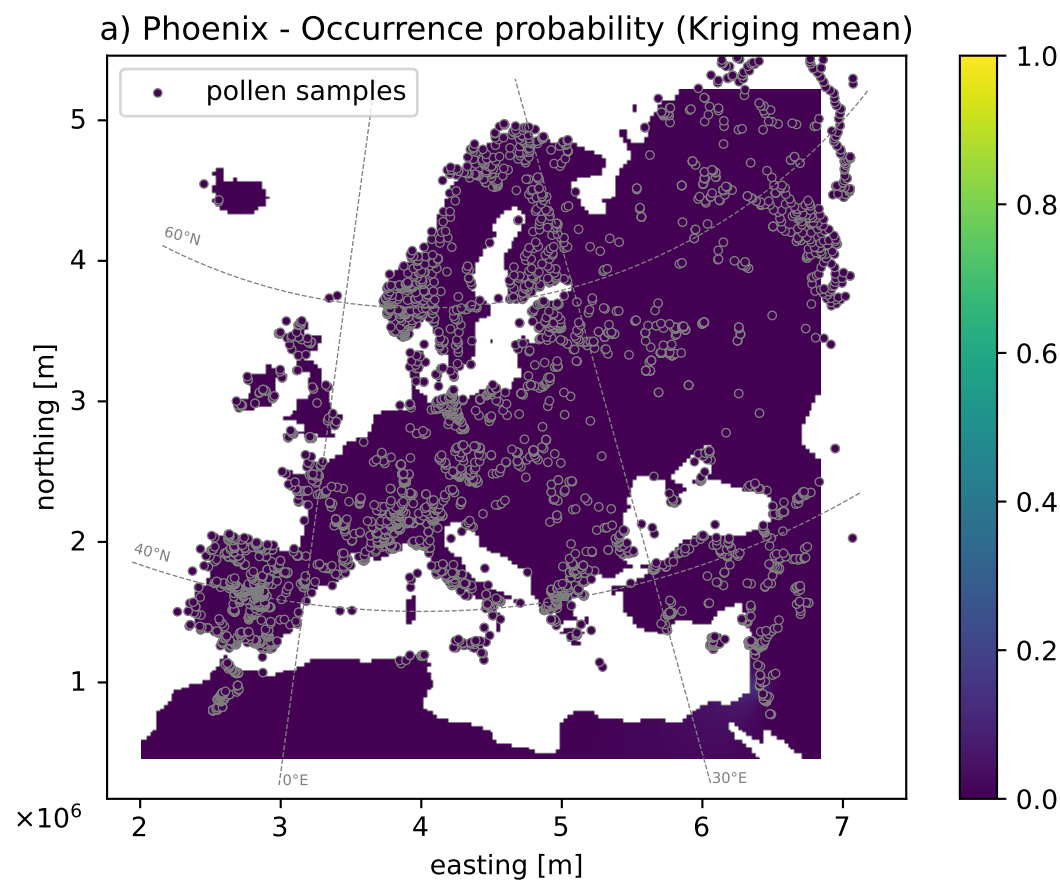 a) Phoenix - Occurrence probability (Kriging mean)
pollen samples
1.0
0.8
0.6
0.4
0.2
0.0
5
4
3
2
1
northing [m]
60°N
40°N
0°E
30°E
×10⁶
2 3 4 5 6 7
easting [m]